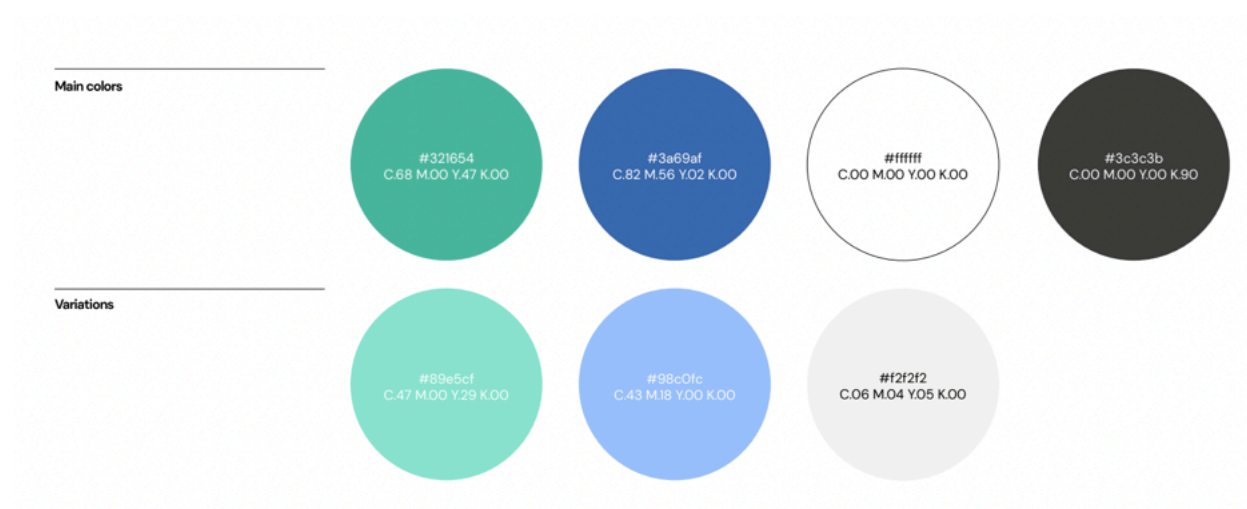 Main colors
#321654
C.68 M.00 Y.47 K.00
#3a69af
C.82 M.56 Y.02 K.00
#ffffff
C.00 M.00 Y.00 K.00
#3c3c3b
C.00 M.00 Y.00 K.90
Variations
#89e5cf
C.47 M.00 Y.29 K.00
#98c0fc
C.43 M.18 Y.00 K.00
#f2f2f2
C.06 M.04 Y.05 K.00